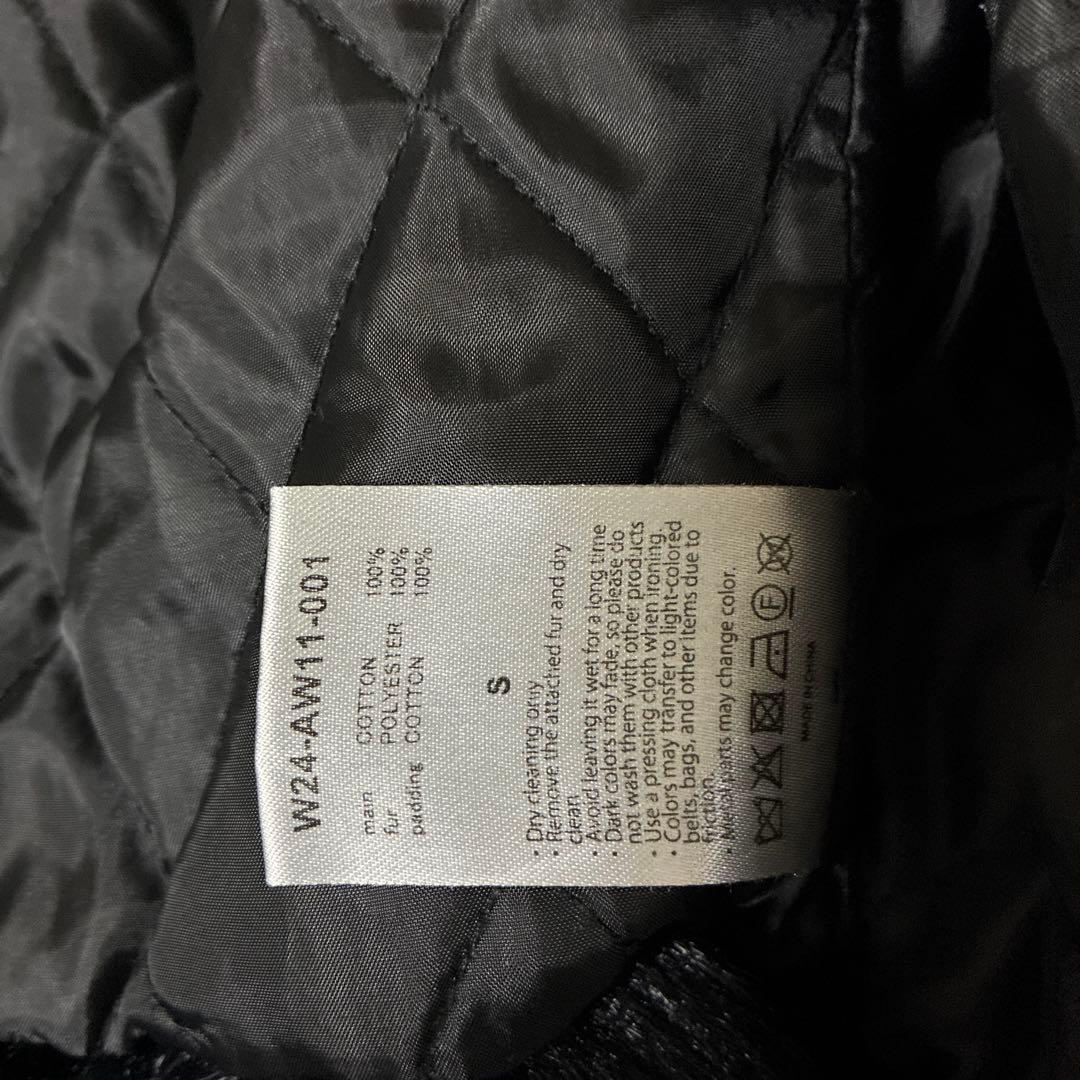 W24-AW11-001
main COTTON 100%
fur POLYESTER 100%
padding COTTON 100%
S
・Dry cleaning only
・Remove the attached fur and dry
clean
・Avoid leaving it wet for a long time
・Dark colors may fade, so please do
not wash them with other products
・Use a pressing cloth when ironing.
・Colors may transfer to light-colored
belts, bags, and other items due to
friction.
・Metal parts may change color.
F
MADE IN CHINA